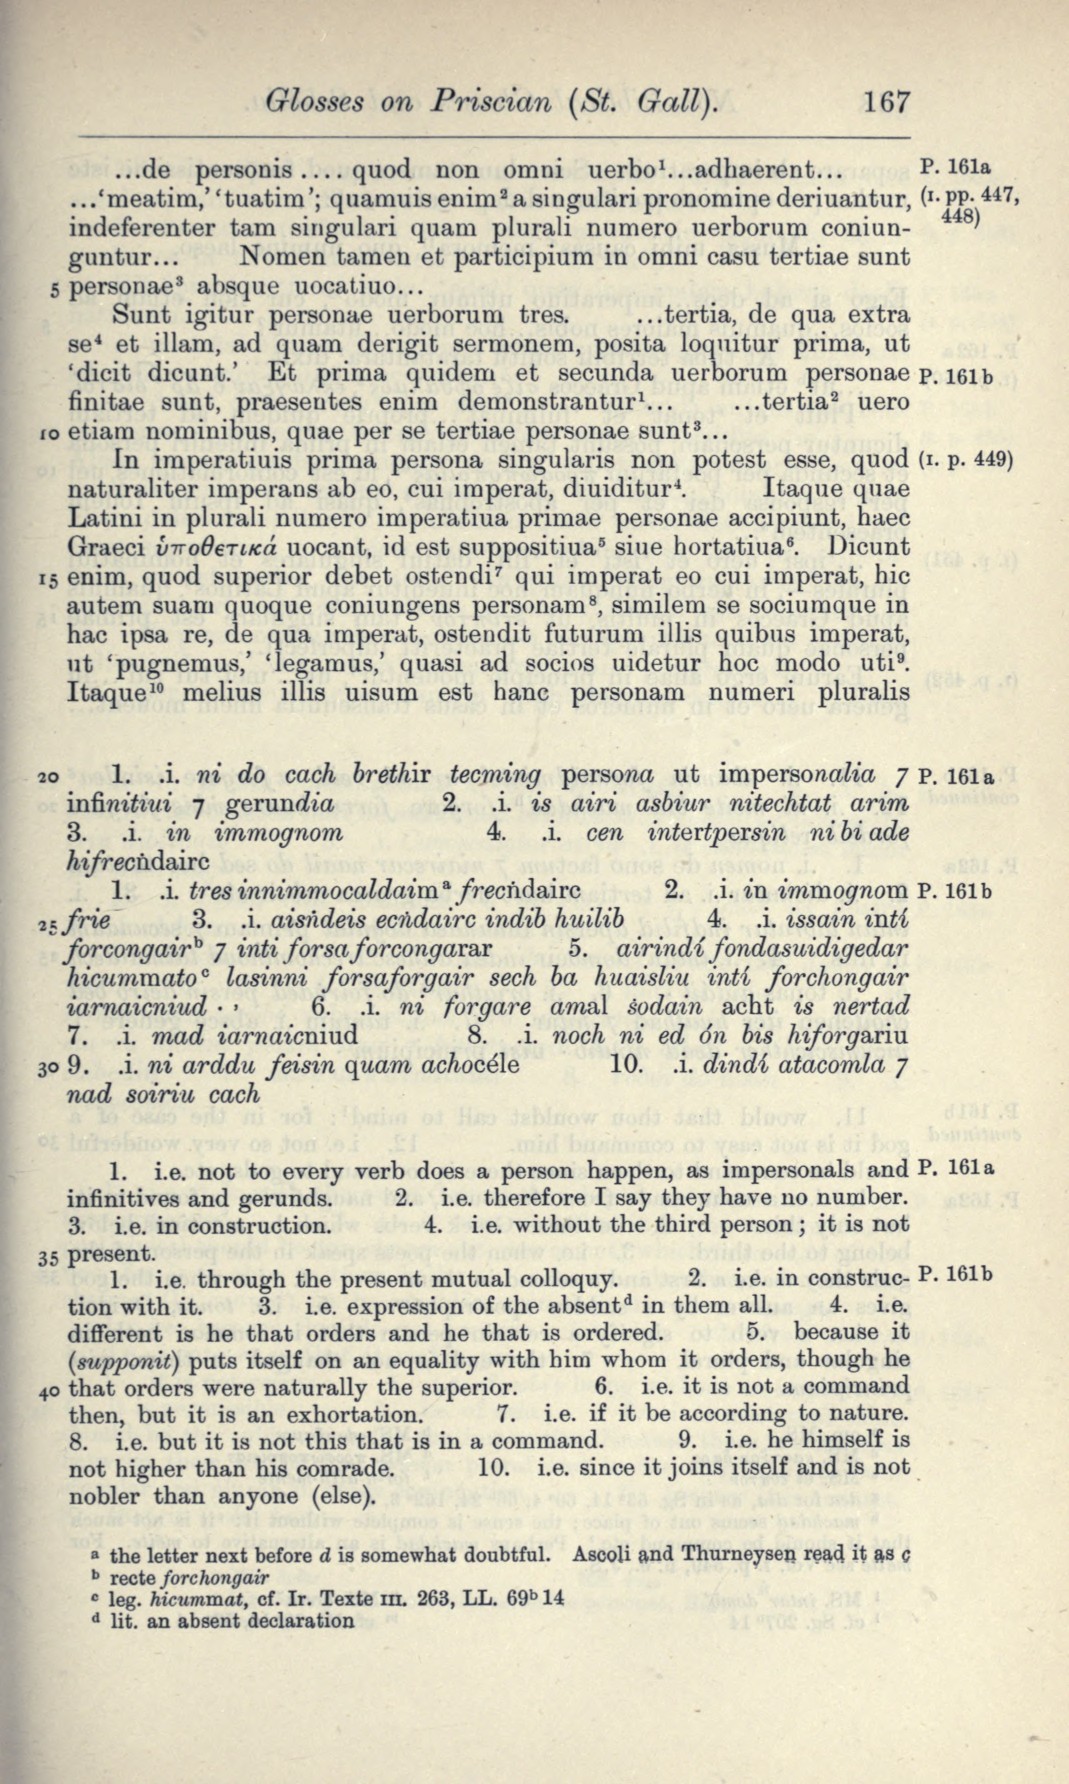 Glosses on Priscian (St. Gall). 167
...de personis .... quod non omni uerbo¹...adhaerent... P. 161a
...‘meatim,’ ‘tuatim’; quamuis enim² a singulari pronomine deriuantur, (I. pp. 447, 448)
indeferenter tam singulari quam plurali numero uerborum coniun-
guntur... Nomen tamen et participium in omni casu tertiae sunt
5 personae³ absque uocatiuo...
Sunt igitur personae uerborum tres. ...tertia, de qua extra
se⁴ et illam, ad quam derigit sermonem, posita loquitur prima, ut
‘dicit dicunt.’ Et prima quidem et secunda uerborum personae P. 161b
finitae sunt, praesentes enim demonstrantur¹... ...tertia² uero
10 etiam nominibus, quae per se tertiae personae sunt³...
In imperatiuis prima persona singularis non potest esse, quod (I. p. 449)
naturaliter imperans ab eo, cui imperat, diuiditur⁴. Itaque quae
Latini in plurali numero imperatiua primae personae accipiunt, haec
Graeci ὑποθετικά uocant, id est suppositiua⁵ siue hortatiua⁶. Dicunt
15 enim, quod superior debet ostendi⁷ qui imperat eo cui imperat, hic
autem suam quoque coniungens personam⁸, similem se sociumque in
hac ipsa re, de qua imperat, ostendit futurum illis quibus imperat,
ut ‘pugnemus,’ ‘legamus,’ quasi ad socios uidetur hoc modo uti⁹.
Itaque¹⁰ melius illis uisum est hanc personam numeri pluralis
20 1. .i. ni do cach brethir tecming persona ut impersonalia ⁊ P. 161a
infinitiui ⁊ gerundia 2. .i. is airi asbiur nitechtat arim
3. .i. in immognom 4. .i. cen intertpersin ni bi ade
hifrecṅdairc
1. .i. tres innimmocaldaimᵃ frecṅdairc 2. .i. in immognom P. 161b
25 frie 3. .i. aisṅdeis ecṅdairc indib huilib 4. .i. issain intí
forcongairᵇ ⁊ inti forsa forcongarar 5. airindí fondasuidigedar
hicummatoᶜ lasinni forsaforgair sech ba huaisliu intí forchongair
iarnaicniud · , 6. .i. ni forgare amal ṡodain acht is nertad
7. .i. mad iarnaicniud 8. .i. noch ni ed ón bis hiforgariu
30 9. .i. ni arddu feisin quam achocéle 10. .i. dindí atacomla ⁊
nad soiriu cach
1. i.e. not to every verb does a person happen, as impersonals and P. 161a
infinitives and gerunds. 2. i.e. therefore I say they have no number.
3. i.e. in construction. 4. i.e. without the third person; it is not
35 present.
1. i.e. through the present mutual colloquy. 2. i.e. in construc- P. 161b
tion with it. 3. i.e. expression of the absentᵈ in them all. 4. i.e.
different is he that orders and he that is ordered. 5. because it
(supponit) puts itself on an equality with him whom it orders, though he
40 that orders were naturally the superior. 6. i.e. it is not a command
then, but it is an exhortation. 7. i.e. if it be according to nature.
8. i.e. but it is not this that is in a command. 9. i.e. he himself is
not higher than his comrade. 10. i.e. since it joins itself and is not
nobler than anyone (else).
ᵃ the letter next before d is somewhat doubtful. Ascoli and Thurneysen read it as c
ᵇ recte forchongair
ᶜ leg. hicummat, cf. Ir. Texte III. 263, LL. 69ᵇ 14
ᵈ lit. an absent declaration